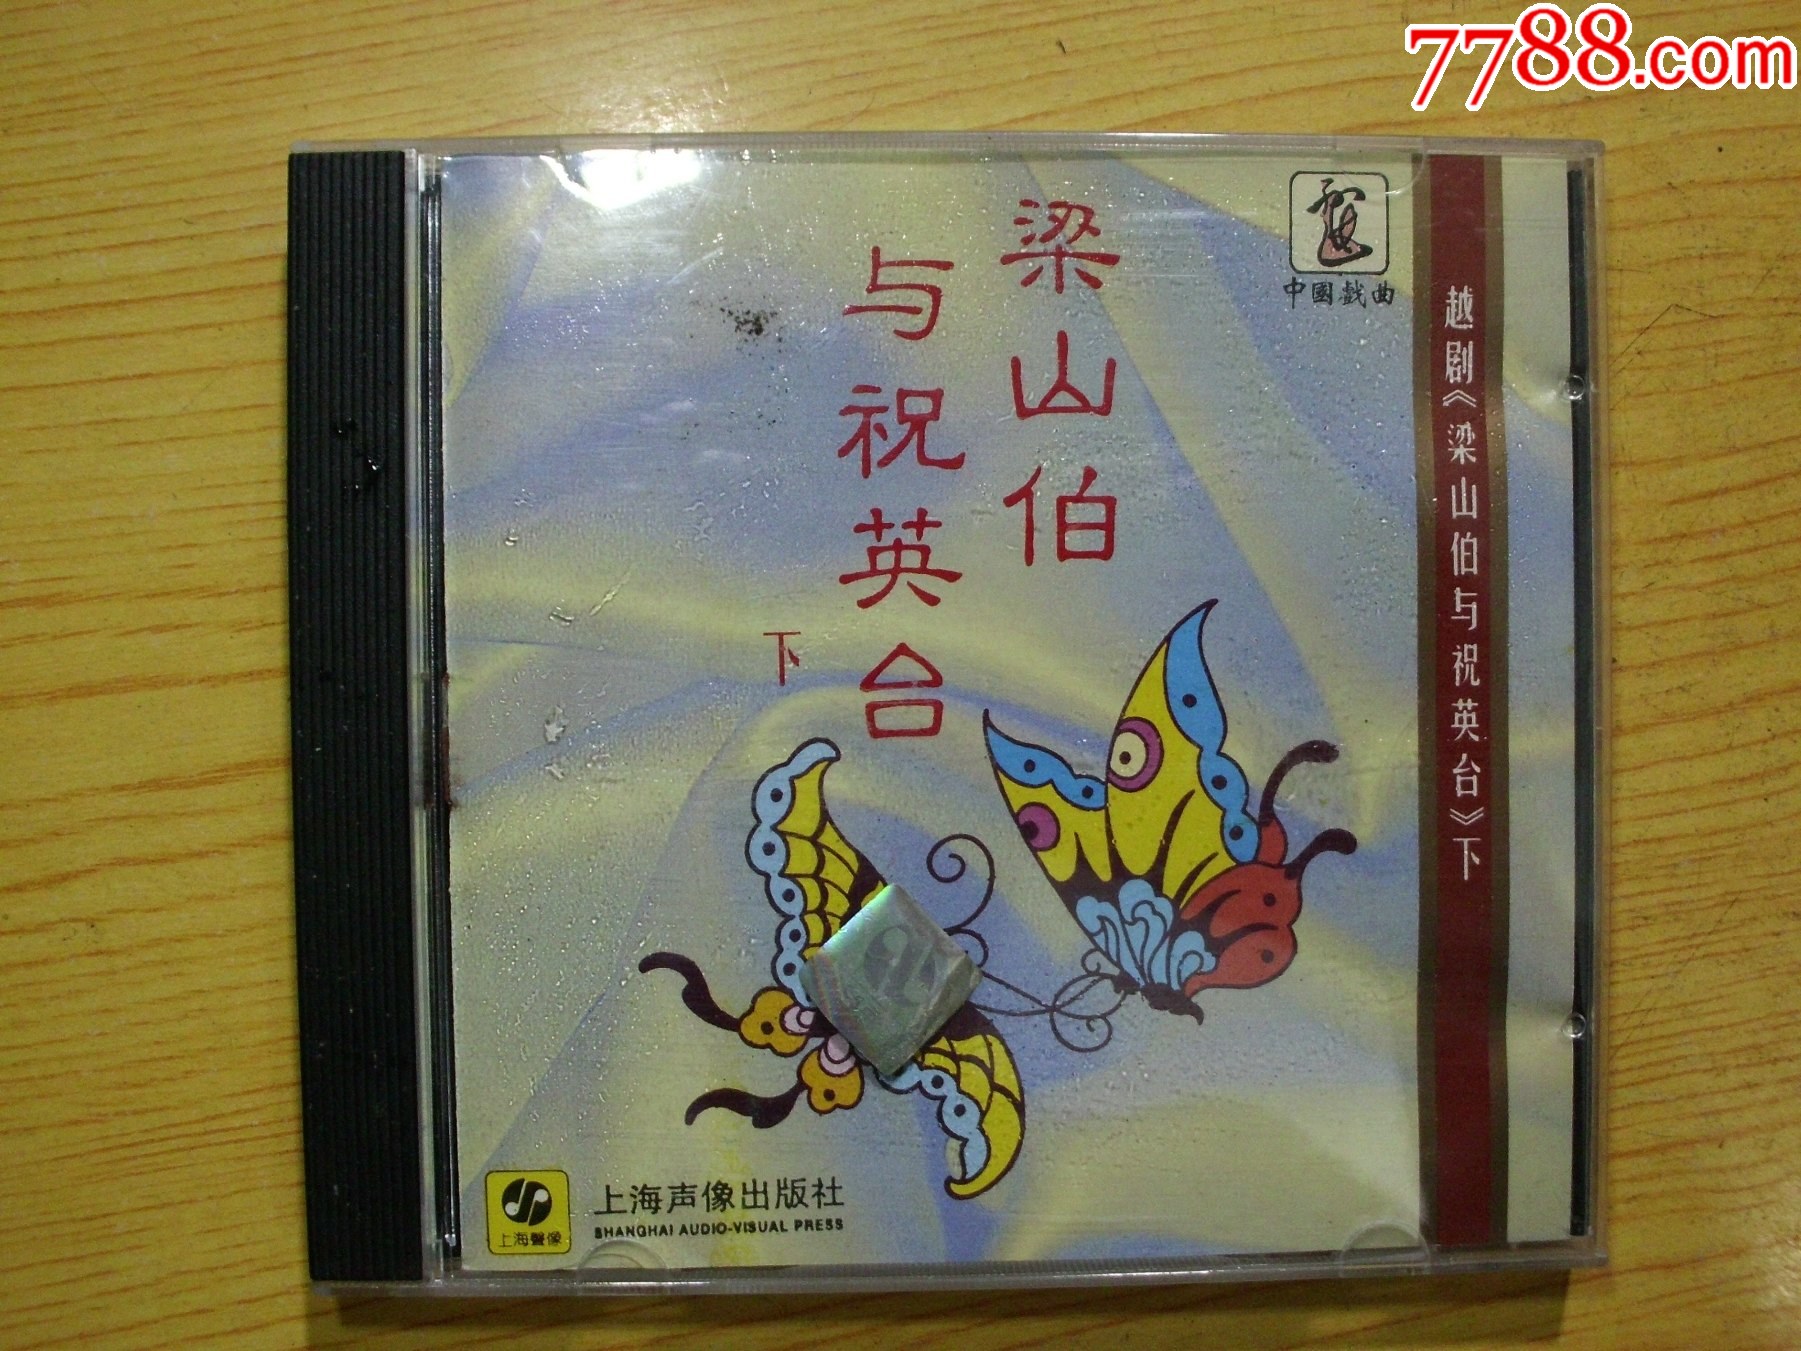 7788.com
梁山伯
与祝英台
下
中國戲曲
越剧《梁山伯与祝英台》下
上海聲像
上海声像出版社
SHANGHAI AUDIO-VISUAL PRESS